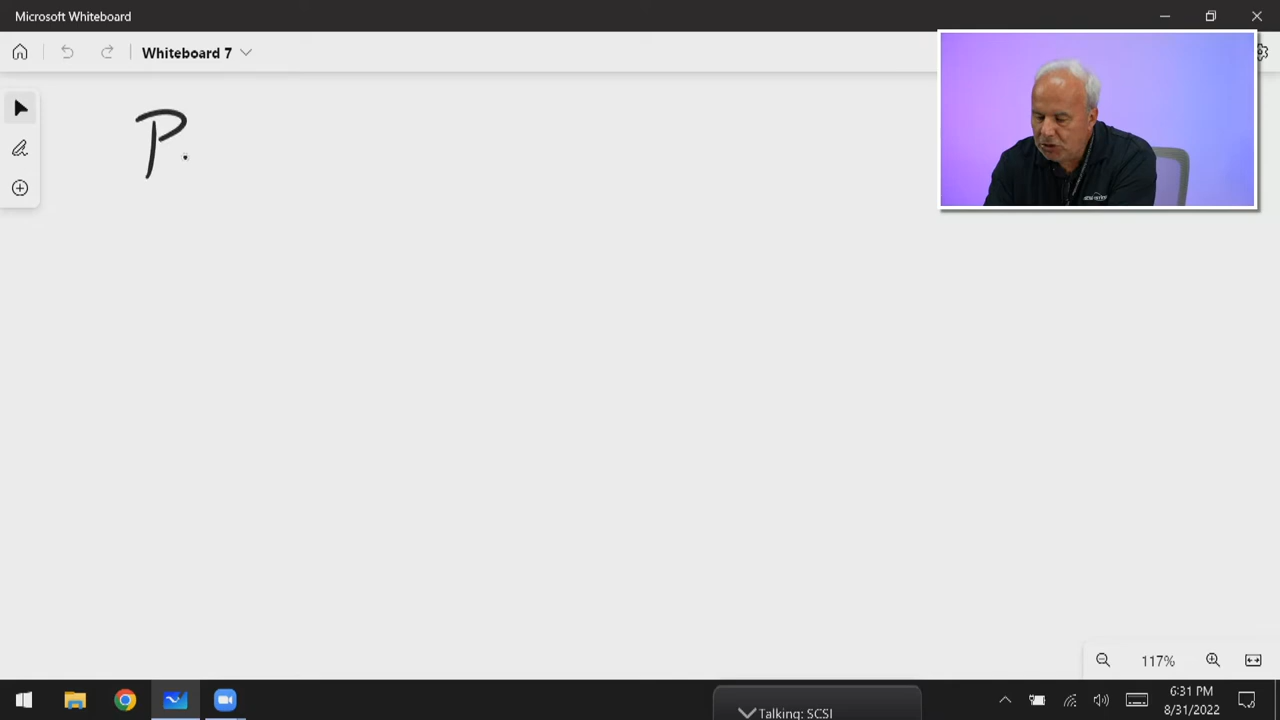 Microsoft Whiteboard
Whiteboard 7
P
117%
Talking: SCSI
6:31 PM
8/31/2022